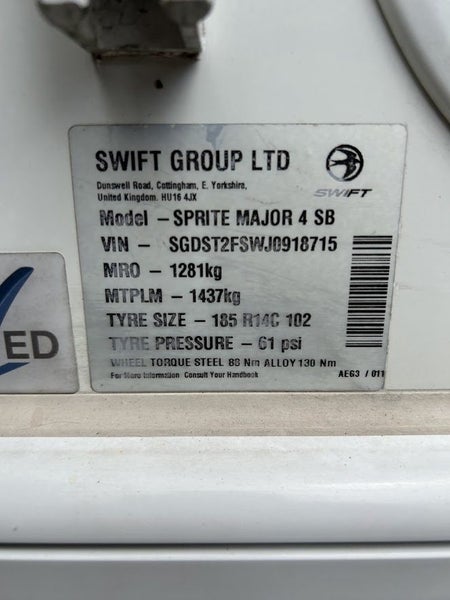 SWIFT GROUP LTD
SWIFT
Dunswell Road, Cottingham, E. Yorkshire,
United Kingdom. HU16 4JX
Model - SPRITE MAJOR 4 SB
VIN - SGDST2FSWJ0918715
MRO - 1281kg
MTPLM - 1437kg
TYRE SIZE - 185 R14C 102
TYRE PRESSURE - 61 psi
WHEEL TORQUE STEEL 88 Nm ALLOY 130 Nm
For More Information Consult Your Handbook
AEG3 / 011
ED